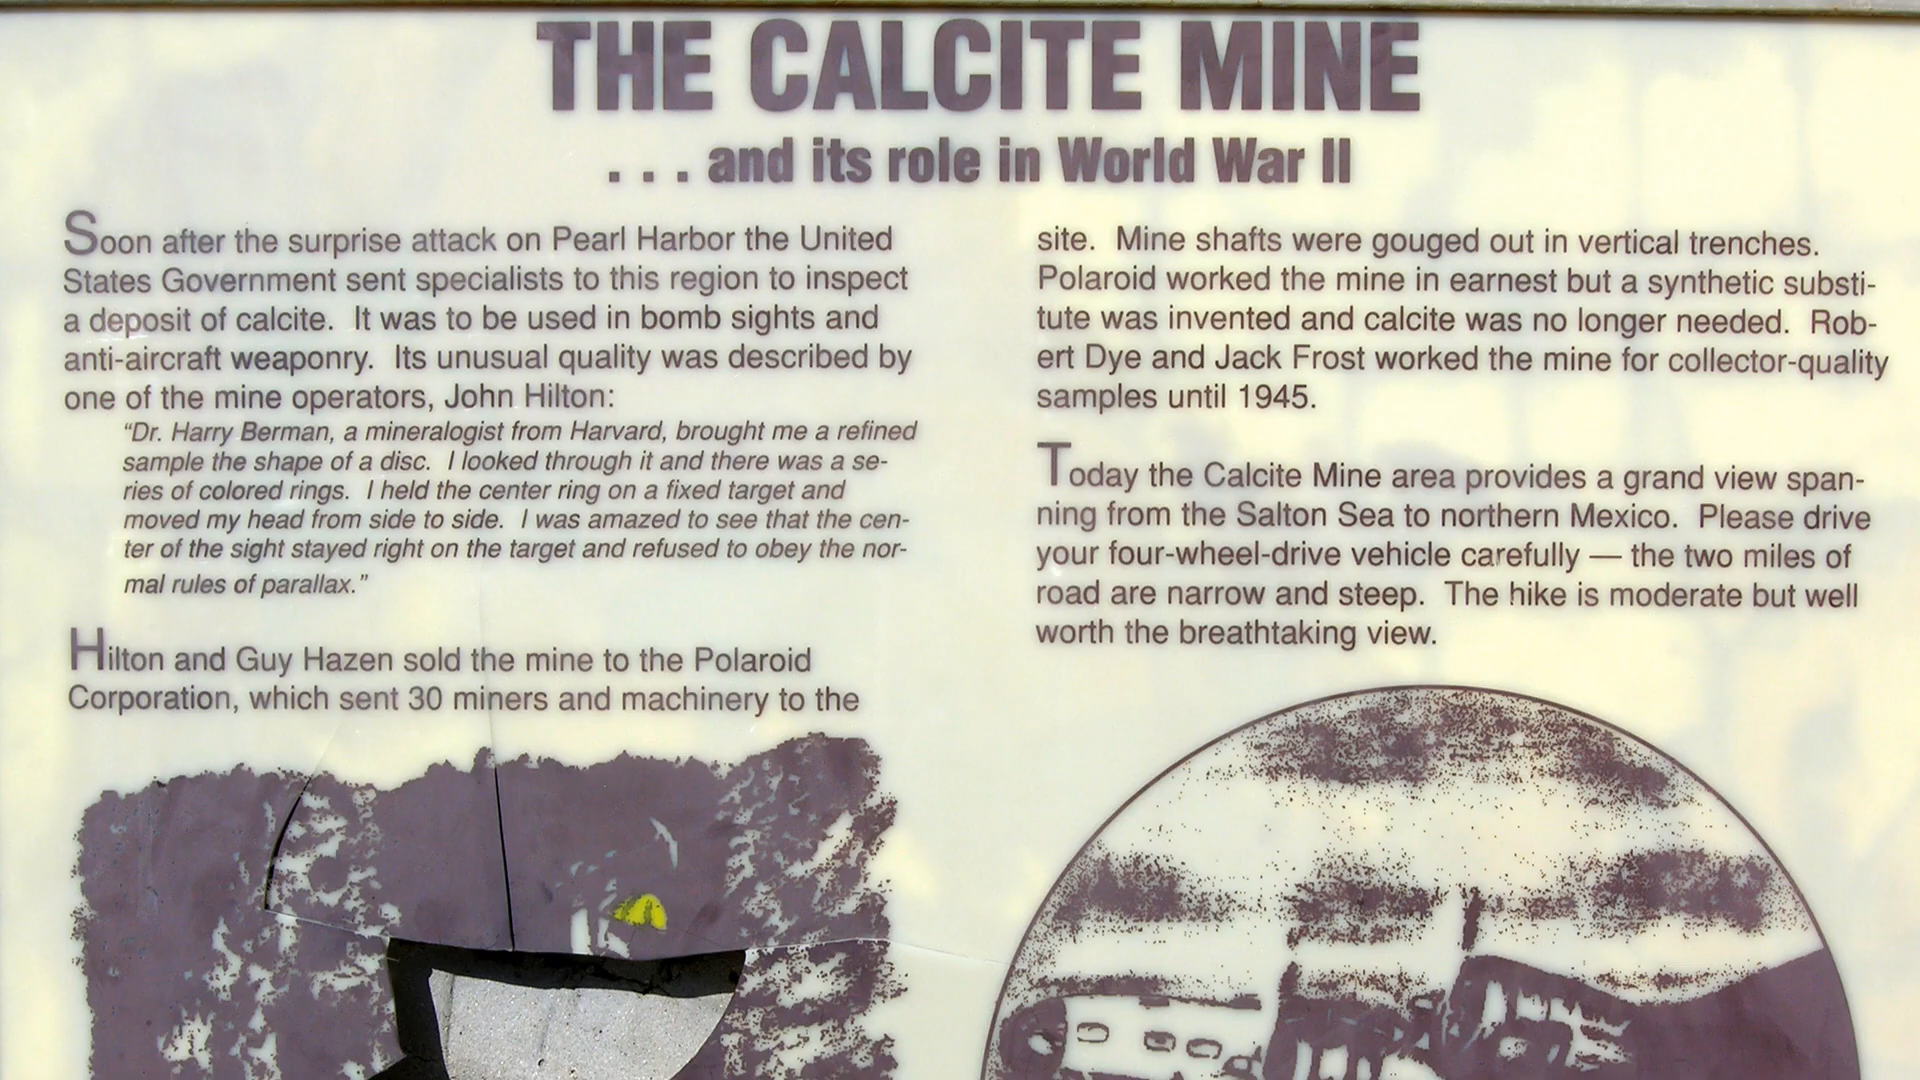 THE CALCITE MINE
. . . and its role in World War II
Soon after the surprise attack on Pearl Harbor the United
States Government sent specialists to this region to inspect
a deposit of calcite.  It was to be used in bomb sights and
anti-aircraft weaponry.  Its unusual quality was described by
one of the mine operators, John Hilton:
“Dr. Harry Berman, a mineralogist from Harvard, brought me a refined
sample the shape of a disc.  I looked through it and there was a se-
ries of colored rings.  I held the center ring on a fixed target and
moved my head from side to side.  I was amazed to see that the cen-
ter of the sight stayed right on the target and refused to obey the nor-
mal rules of parallax.”
Hilton and Guy Hazen sold the mine to the Polaroid
Corporation, which sent 30 miners and machinery to the
site.  Mine shafts were gouged out in vertical trenches.
Polaroid worked the mine in earnest but a synthetic substi-
tute was invented and calcite was no longer needed.  Rob-
ert Dye and Jack Frost worked the mine for collector-quality
samples until 1945.
Today the Calcite Mine area provides a grand view span-
ning from the Salton Sea to northern Mexico.  Please drive
your four-wheel-drive vehicle carefully — the two miles of
road are narrow and steep.  The hike is moderate but well
worth the breathtaking view.